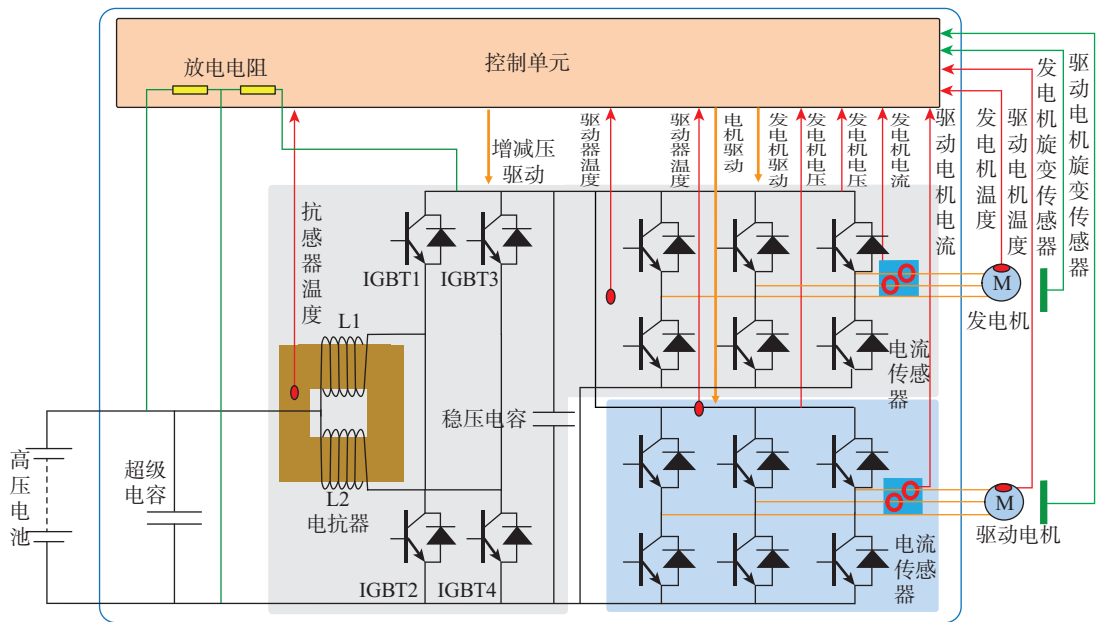 控制单元
放电电阻
增减压
驱动
抗感器温度
驱动器温度
驱动器温度
电机驱动
发电机驱动
发电机电压
发电机电压
发电机电流
驱动电机电流
发电机温度
驱动电机温度
发电机旋变传感器
驱动电机旋变传感器
IGBT1
IGBT3
L1
M
发电机
电流
传感
器
稳压电容
高压电池
超级
电容
L2
电抗器
M
驱动电机
IGBT2
IGBT4
电流
传感
器